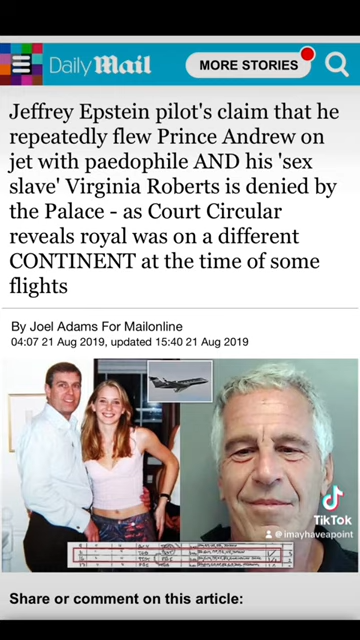 Daily Mail
MORE STORIES
Jeffrey Epstein pilot's claim that he
repeatedly flew Prince Andrew on
jet with paedophile AND his 'sex
slave' Virginia Roberts is denied by
the Palace - as Court Circular
reveals royal was on a different
CONTINENT at the time of some
flights
By Joel Adams For Mailonline
04:07 21 Aug 2019, updated 15:40 21 Aug 2019
TikTok
@imayhaveapoint
Share or comment on this article: